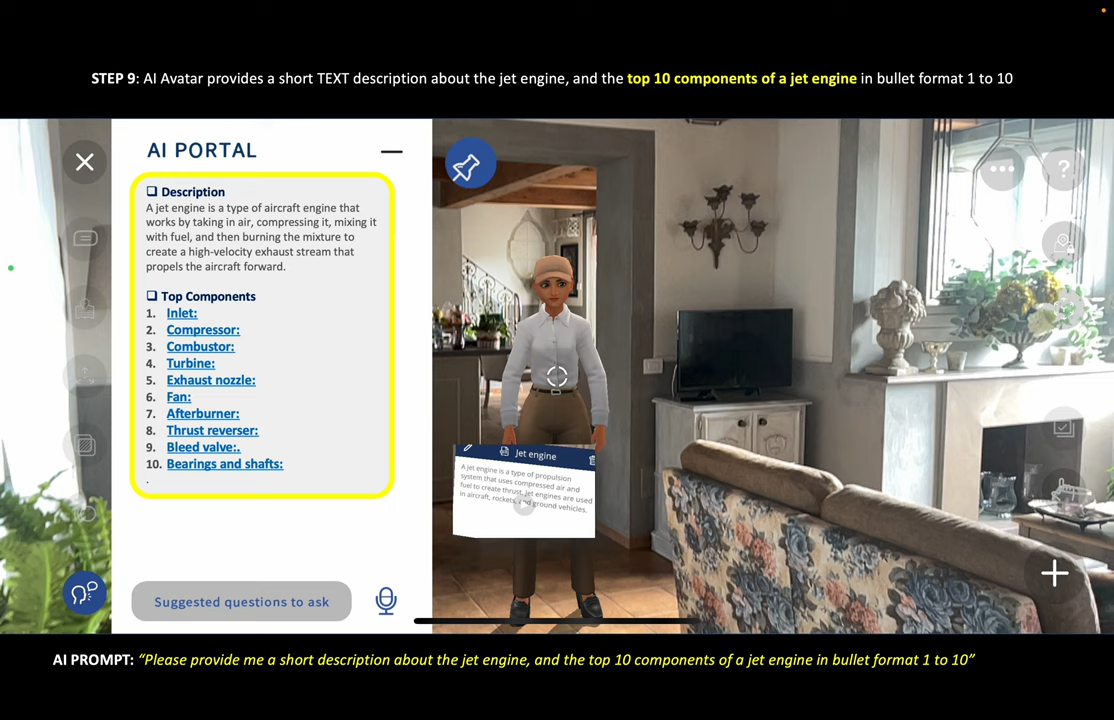 STEP 9: AI Avatar provides a short TEXT description about the jet engine, and the top 10 components of a jet engine in bullet format 1 to 10
AI PORTAL
Description
A jet engine is a type of aircraft engine that
works by taking in air, compressing it, mixing it
with fuel, and then burning the mixture to
create a high-velocity exhaust stream that
propels the aircraft forward.
Top Components
1. Inlet:
2. Compressor:
3. Combustor:
4. Turbine:
5. Exhaust nozzle:
6. Fan:
7. Afterburner:
8. Thrust reverser:
9. Bleed valve:.
10. Bearings and shafts:
.
Suggested questions to ask
Jet engine
A jet engine is a type of propulsion
system that uses compressed air and
fuel to create thrust. Jet engines are used
in aircraft, rockets, and ground vehicles.
?
AI PROMPT: “Please provide me a short description about the jet engine, and the top 10 components of a jet engine in bullet format 1 to 10”